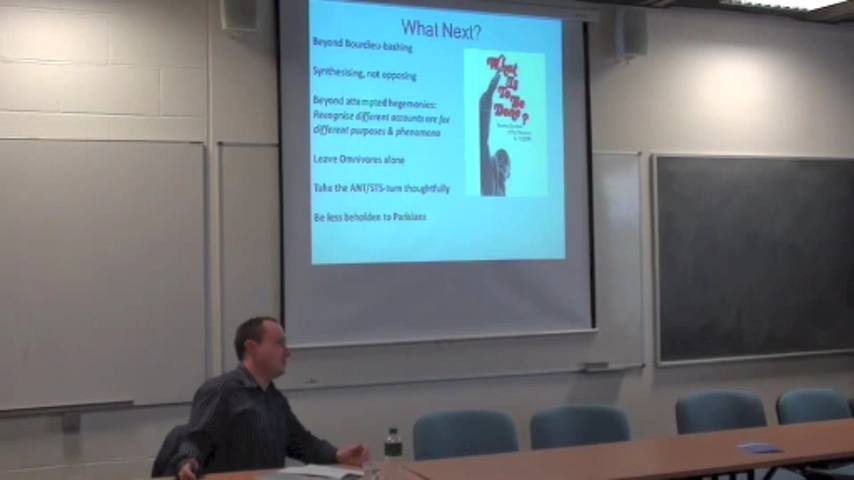 What Next?
Beyond Bourdieu-bashing
Synthesising, not opposing
Beyond attempted hegemonies:
Recognise different accounts are for
different purposes & phenomena
Leave Omnivores alone
Take the ANT/STS-turn thoughtfully
Be less beholden to Parisians
What
Is
To Be
Done?